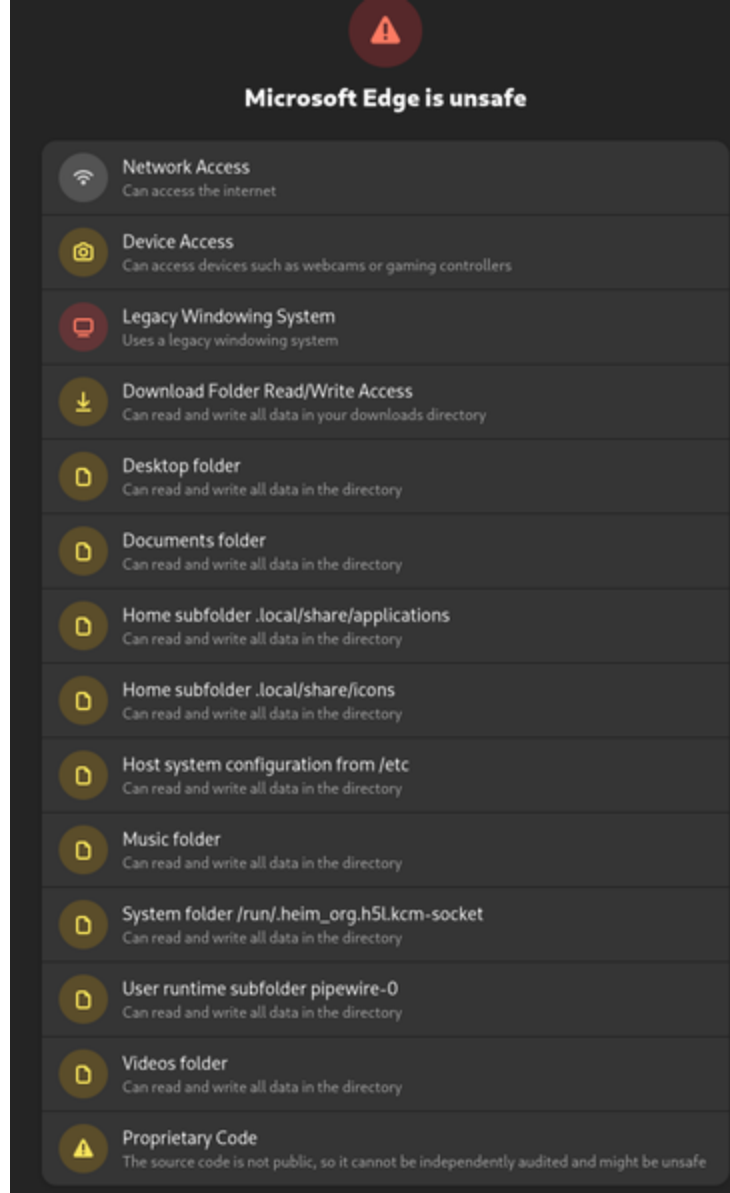 Microsoft Edge is unsafe
Network Access
Can access the internet
Device Access
Can access devices such as webcams or gaming controllers
Legacy Windowing System
Uses a legacy windowing system
Download Folder Read/Write Access
Can read and write all data in your downloads directory
Desktop folder
Can read and write all data in the directory
Documents folder
Can read and write all data in the directory
Home subfolder .local/share/applications
Can read and write all data in the directory
Home subfolder .local/share/icons
Can read and write all data in the directory
Host system configuration from /etc
Can read and write all data in the directory
Music folder
Can read and write all data in the directory
System folder /run/.heim_org.h5l.kcm-socket
Can read and write all data in the directory
User runtime subfolder pipewire-0
Can read and write all data in the directory
Videos folder
Can read and write all data in the directory
Proprietary Code
The source code is not public, so it cannot be independently audited and might be unsafe